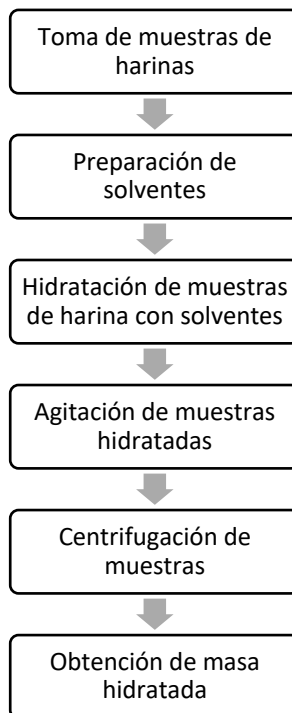 Toma de muestras de
harinas
Preparación de
solventes
Hidratación de muestras
de harina con solventes
Agitación de muestras
hidratadas
Centrifugación de
muestras
Obtención de masa
hidratada